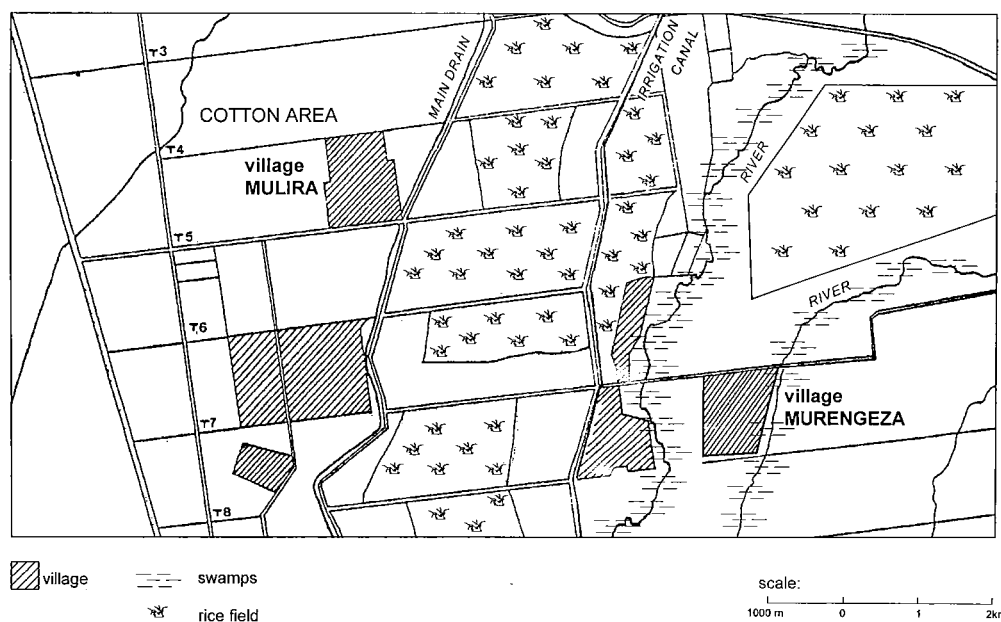 T3
MAIN DRAIN
IRRIGATION
CANAL
COTTON AREA
T4
village
MULIRA
RIVER
T5
RIVER
T6
village
MURENGEZA
T7
T8
village
swamps
rice field
scale:
1000 m 0 1 2km